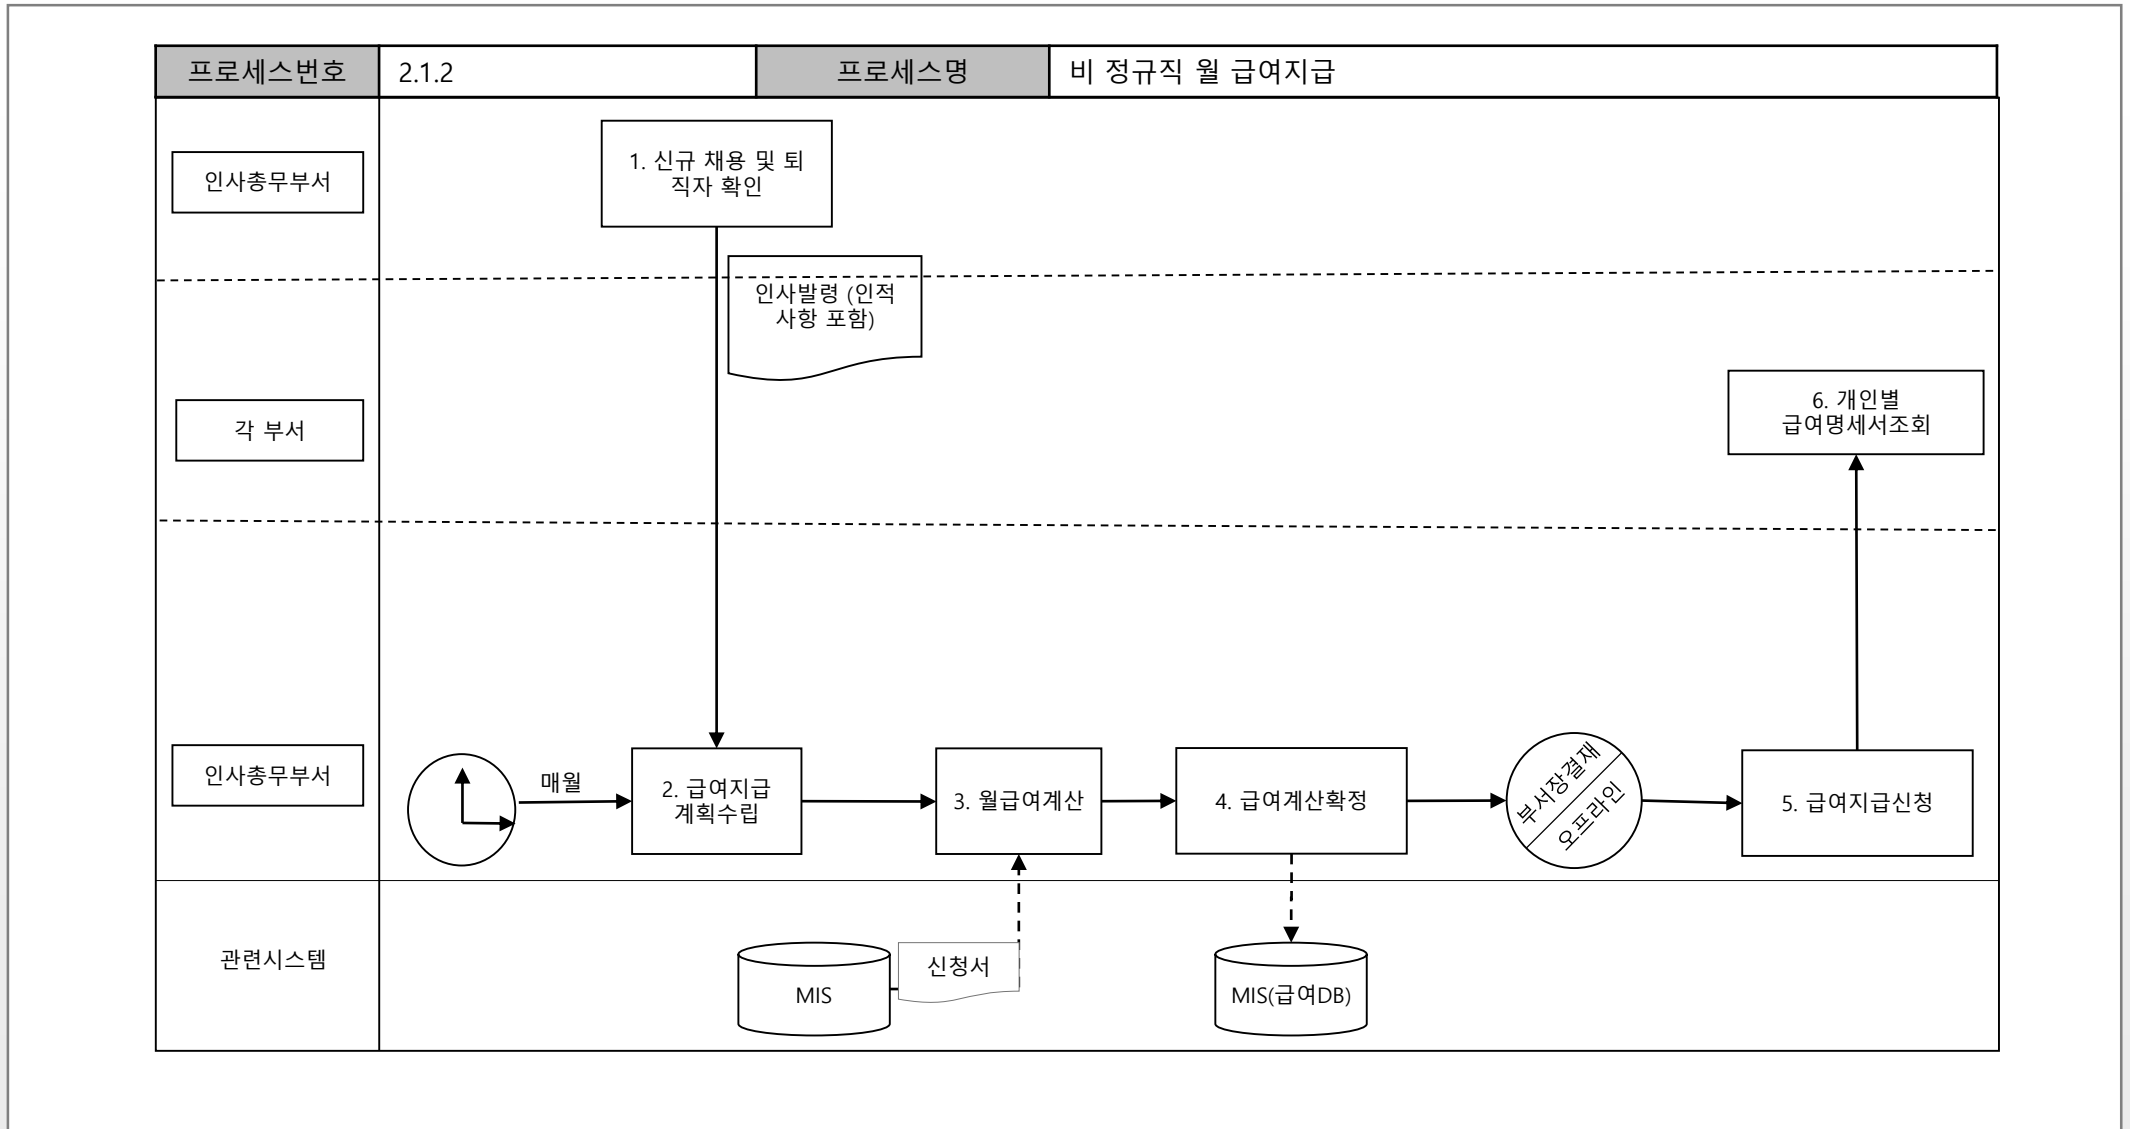 프로세스번호
2.1.2
프로세스명
비 정규직 월 급여지급
인사총무부서
1. 신규 채용 및 퇴
직자 확인
인사발령 (인적
사항 포함)
각 부서
6. 개인별
급여명세서조회
인사총무부서
매월
2. 급여지급
계획수립
3. 월급여계산
4. 급여계산확정
부서장결재
오프라인
5. 급여지급신청
관련시스템
MIS
신청서
MIS(급여DB)